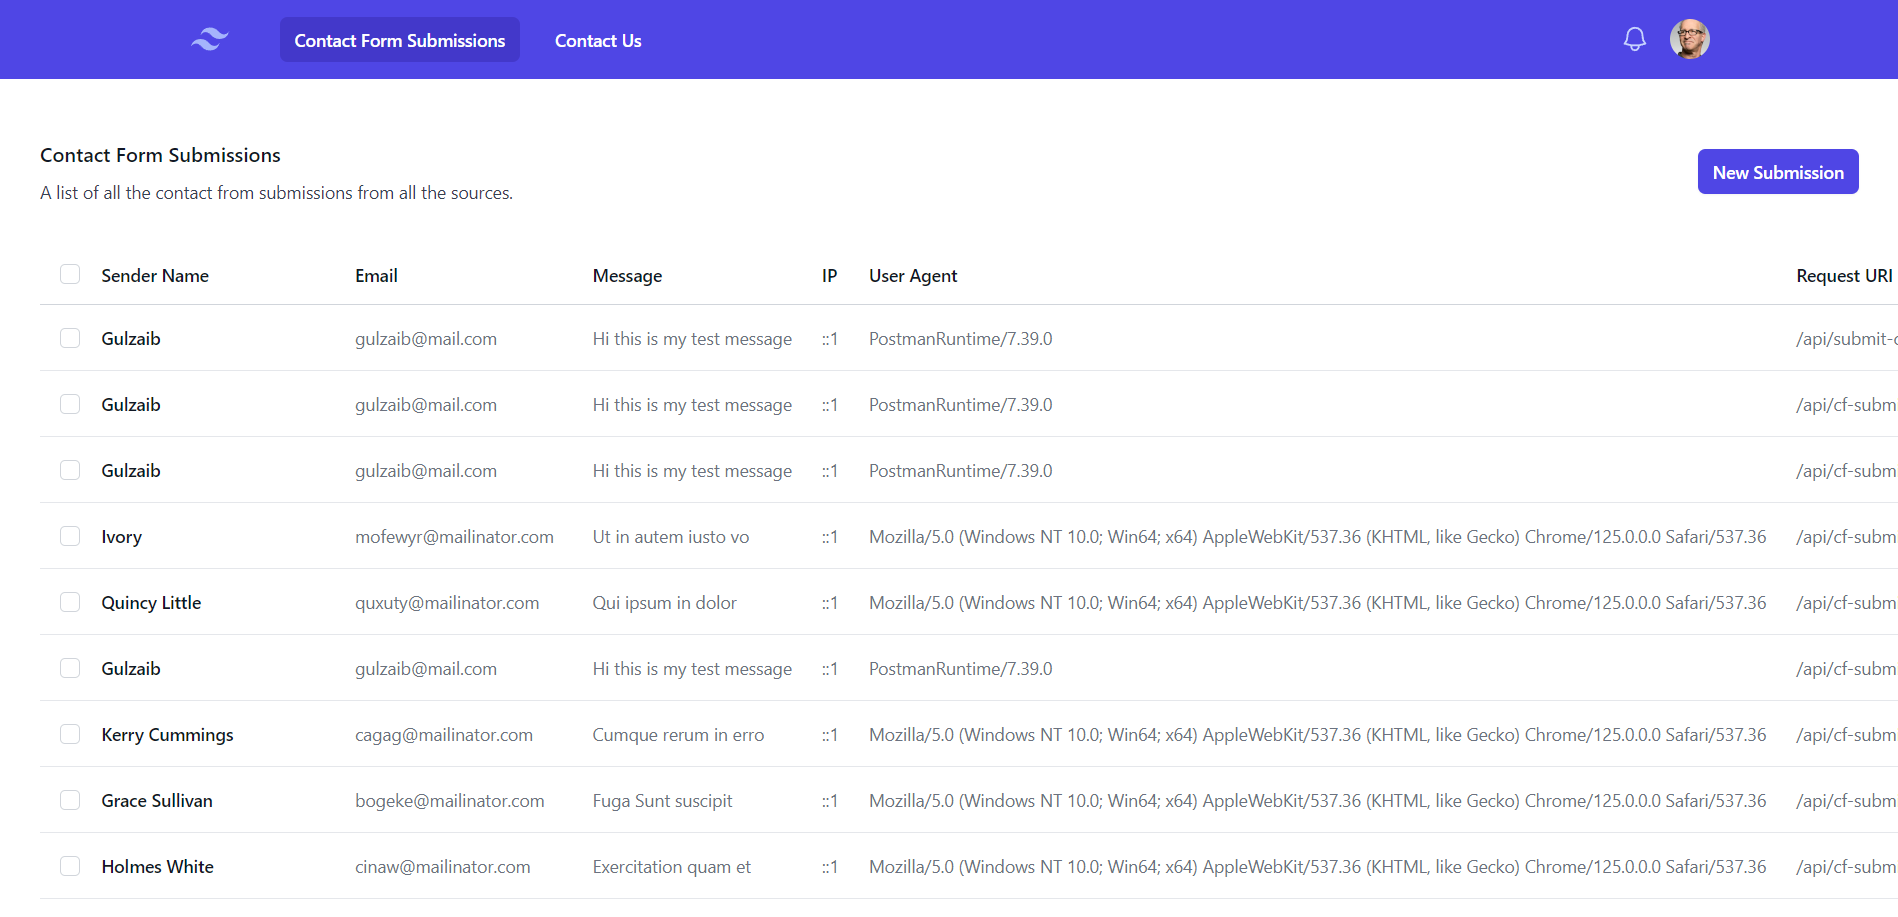 Contact Form Submissions Contact Us
Contact Form Submissions
A list of all the contact from submissions from all the sources.
New Submission
Sender Name Email Message IP User Agent Request URI
Gulzaib gulzaib@mail.com Hi this is my test message ::1 PostmanRuntime/7.39.0 /api/submit-c
Gulzaib gulzaib@mail.com Hi this is my test message ::1 PostmanRuntime/7.39.0 /api/cf-subm
Gulzaib gulzaib@mail.com Hi this is my test message ::1 PostmanRuntime/7.39.0 /api/cf-subm
Ivory mofewyr@mailinator.com Ut in autem iusto vo ::1 Mozilla/5.0 (Windows NT 10.0; Win64; x64) AppleWebKit/537.36 (KHTML, like Gecko) Chrome/125.0.0.0 Safari/537.36 /api/cf-subm
Quincy Little quxuty@mailinator.com Qui ipsum in dolor ::1 Mozilla/5.0 (Windows NT 10.0; Win64; x64) AppleWebKit/537.36 (KHTML, like Gecko) Chrome/125.0.0.0 Safari/537.36 /api/cf-subm
Gulzaib gulzaib@mail.com Hi this is my test message ::1 PostmanRuntime/7.39.0 /api/cf-subm
Kerry Cummings cagag@mailinator.com Cumque rerum in erro ::1 Mozilla/5.0 (Windows NT 10.0; Win64; x64) AppleWebKit/537.36 (KHTML, like Gecko) Chrome/125.0.0.0 Safari/537.36 /api/cf-subm
Grace Sullivan bogeke@mailinator.com Fuga Sunt suscipit ::1 Mozilla/5.0 (Windows NT 10.0; Win64; x64) AppleWebKit/537.36 (KHTML, like Gecko) Chrome/125.0.0.0 Safari/537.36 /api/cf-subm
Holmes White cinaw@mailinator.com Exercitation quam et ::1 Mozilla/5.0 (Windows NT 10.0; Win64; x64) AppleWebKit/537.36 (KHTML, like Gecko) Chrome/125.0.0.0 Safari/537.36 /api/cf-subm